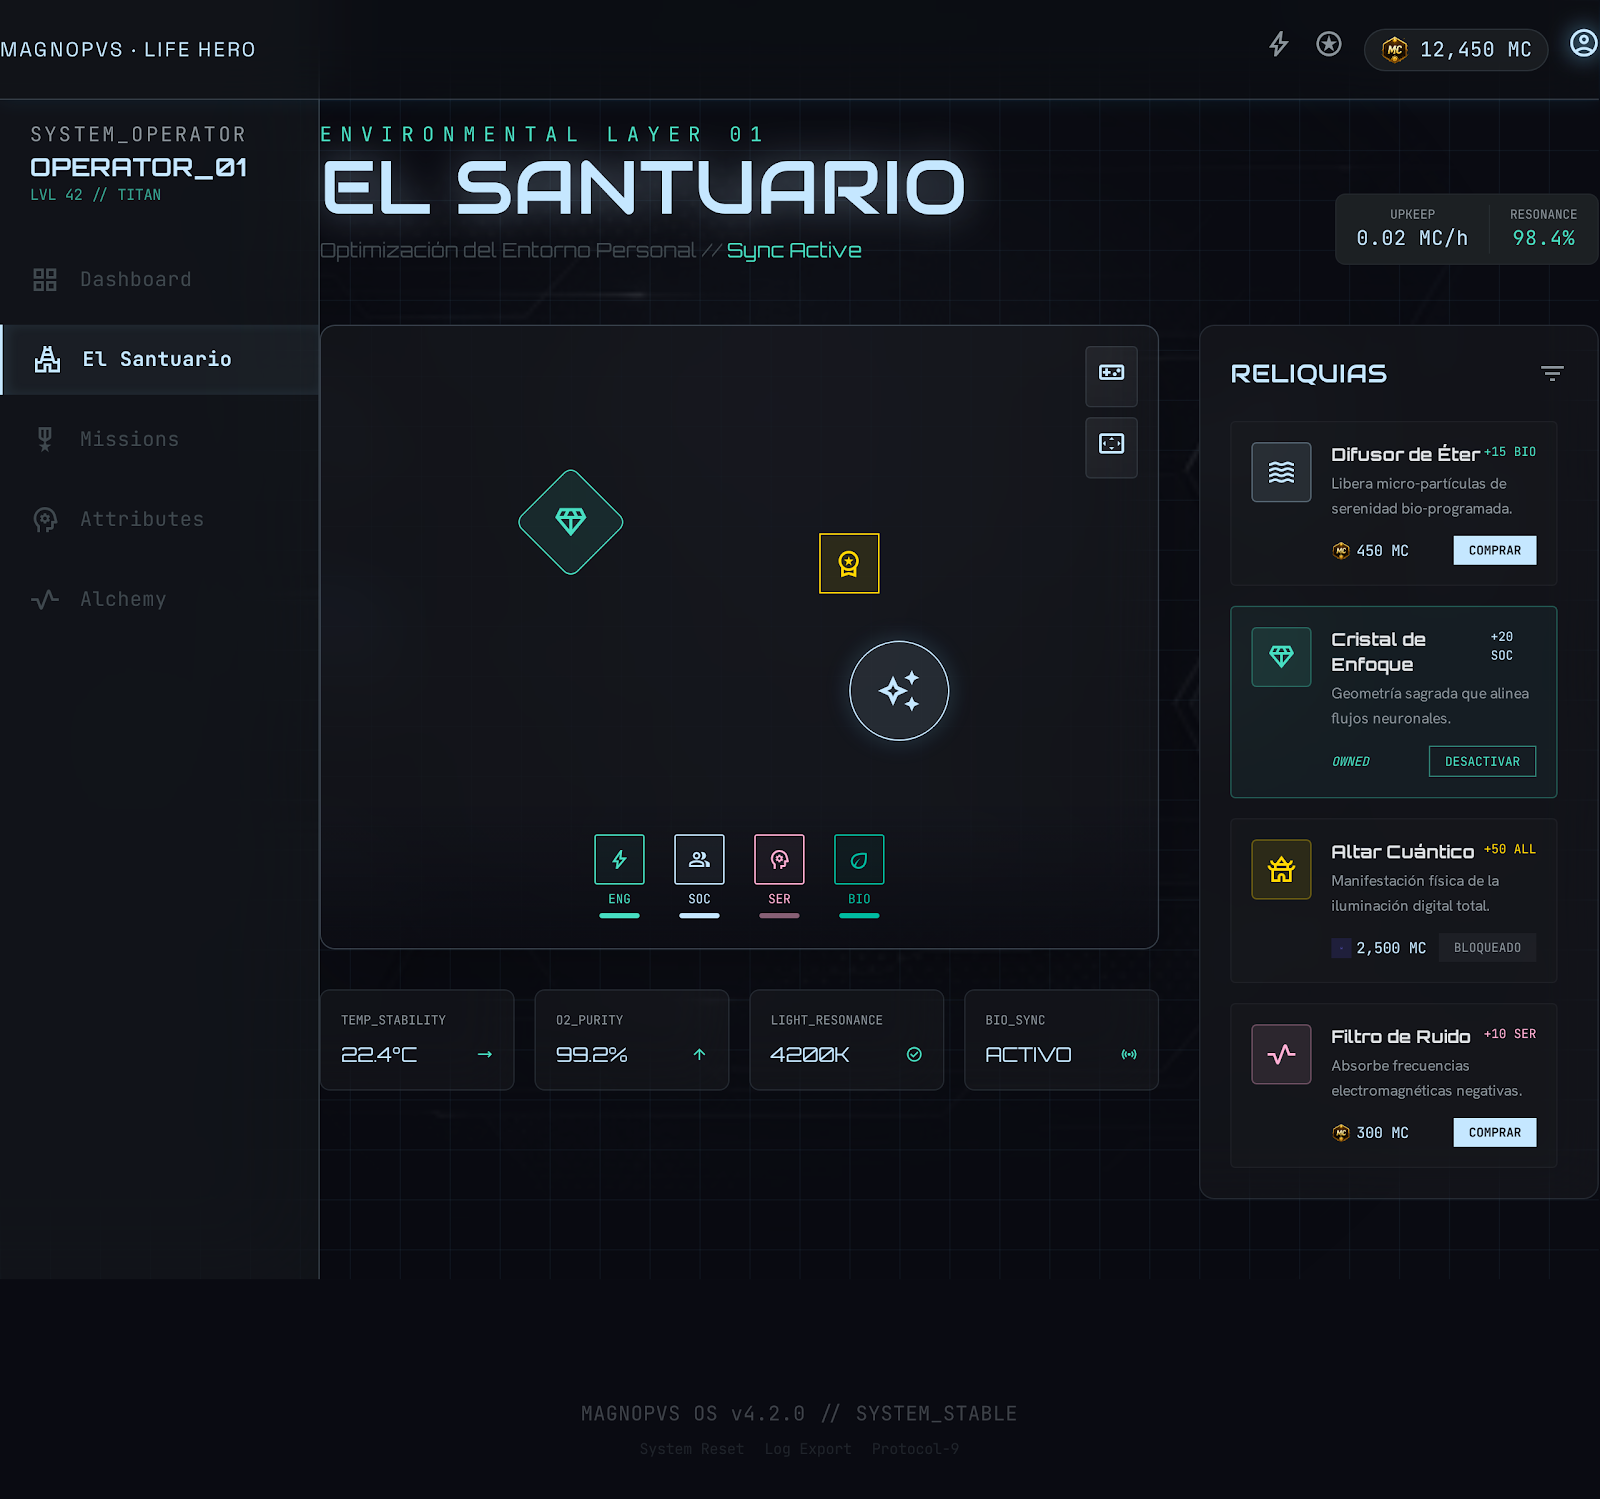 MAGNOPVS · LIFE HERO
MC 12,450 MC
SYSTEM_OPERATOR
OPERATOR_01
LVL 42 // TITAN
Dashboard
El Santuario
Missions
Attributes
Alchemy
ENVIRONMENTAL LAYER 01
EL SANTUARIO
Optimización del Entorno Personal // Sync Active
UPKEEP
0.02 MC/h
RESONANCE
98.4%
ENG
SOC
SER
BIO
TEMP_STABILITY
22.4°C
O2_PURITY
99.2%
LIGHT_RESONANCE
4200K
BIO_SYNC
ACTIVO
RELIQUIAS
Difusor de Éter +15 BIO
Libera micro-partículas de
serenidad bio-programada.
MC 450 MC COMPRAR
Cristal de +20
Enfoque SOC
Geometría sagrada que alinea
flujos neuronales.
OWNED DESACTIVAR
Altar Cuántico +50 ALL
Manifestación física de la
iluminación digital total.
2,500 MC BLOQUEADO
Filtro de Ruido +10 SER
Absorbe frecuencias
electromagnéticas negativas.
MC 300 MC COMPRAR
MAGNOPVS OS v4.2.0 // SYSTEM_STABLE
System Reset Log Export Protocol-9